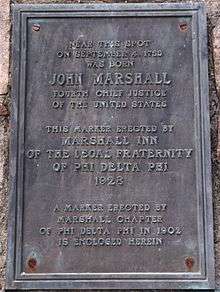 NEAR THIS SPOT
ON SEPTEMBER 4, 1755
WAS BORN
JOHN MARSHALL
FOURTH CHIEF JUSTICE
OF THE UNITED STATES
THIS MARKER ERECTED BY
MARSHALL INN
OF THE LEGAL FRATERNITY
OF PHI DELTA PHI
1928
A MARKER ERECTED BY
MARSHALL CHAPTER
OF PHI DELTA PHI IN 1902
IS ENCLOSED HEREIN